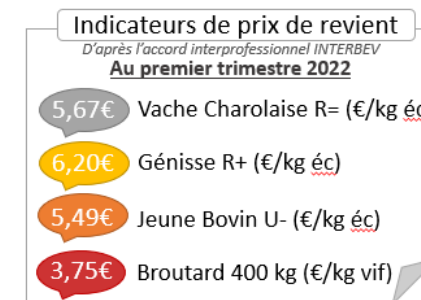 Indicateurs de prix de revient
D'après l'accord interprofessionnel INTERBEV
Au premier trimestre 2022
5,67€ Vache Charolaise R= (€/kg éc
6,20€ Génisse R+ (€/kg éc)
5,49€ Jeune Bovin U- (€/kg éc)
3,75€ Broutard 400 kg (€/kg vif)